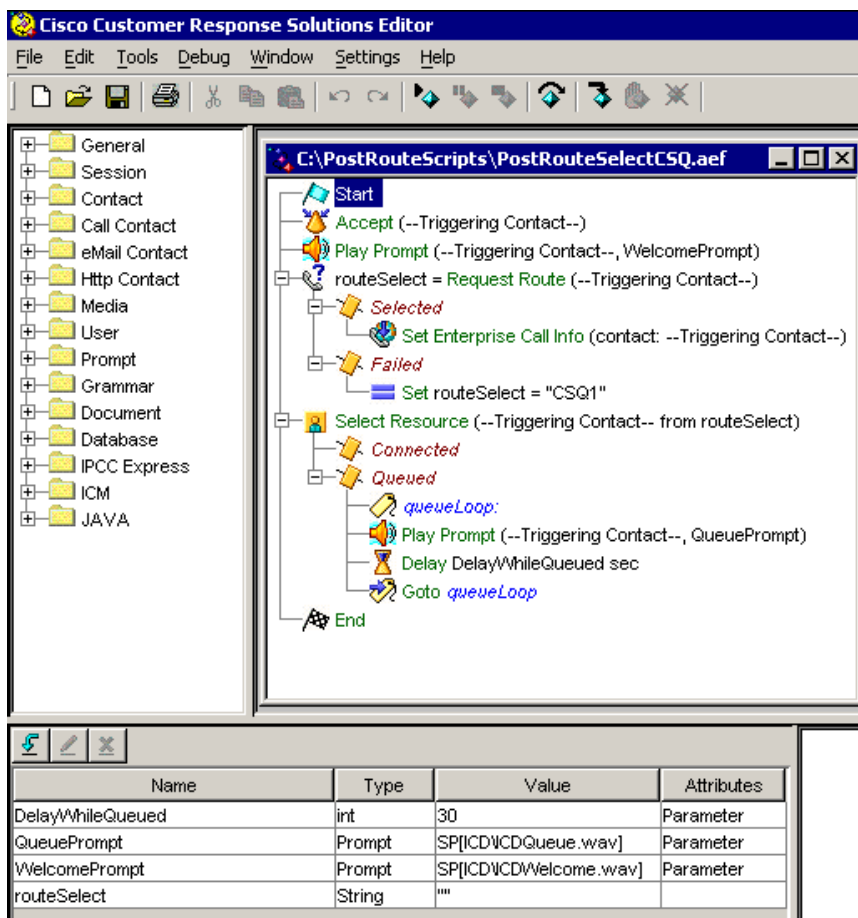 Cisco Customer Response Solutions Editor
File Edit Tools Debug Window Settings Help
General
Session
Contact
Call Contact
eMail Contact
Http Contact
Media
User
Prompt
Grammar
Document
Database
IPCC Express
ICM
JAVA
C:\PostRouteScripts\PostRouteSelectCSQ.aef
Start
Accept (--Triggering Contact--)
Play Prompt (--Triggering Contact--, WelcomePrompt)
routeSelect = Request Route (--Triggering Contact--)
Selected
Set Enterprise Call Info (contact: --Triggering Contact--)
Failed
Set routeSelect = "CSQ1"
Select Resource (--Triggering Contact-- from routeSelect)
Connected
Queued
queueLoop:
Play Prompt (--Triggering Contact--, QueuePrompt)
Delay DelayWhileQueued sec
Goto queueLoop
End
Name Type Value Attributes
DelayWhileQueued int 30 Parameter
QueuePrompt Prompt SP[ICD\ICDQueue.wav] Parameter
WelcomePrompt Prompt SP[ICD\ICDWelcome.wav] Parameter
routeSelect String ""